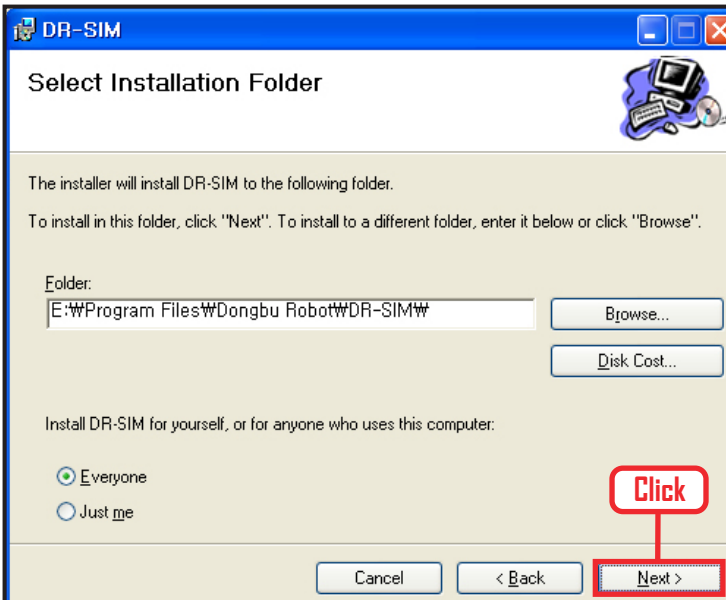 DR-SIM
Select Installation Folder
The installer will install DR-SIM to the following folder.
To install in this folder, click "Next". To install to a different folder, enter it below or click "Browse".
Folder:
E:₩Program Files₩Dongbu Robot₩DR-SIM₩
Browse...
Disk Cost...
Install DR-SIM for yourself, or for anyone who uses this computer:
Everyone
Just me
Click
Cancel
< Back
Next >